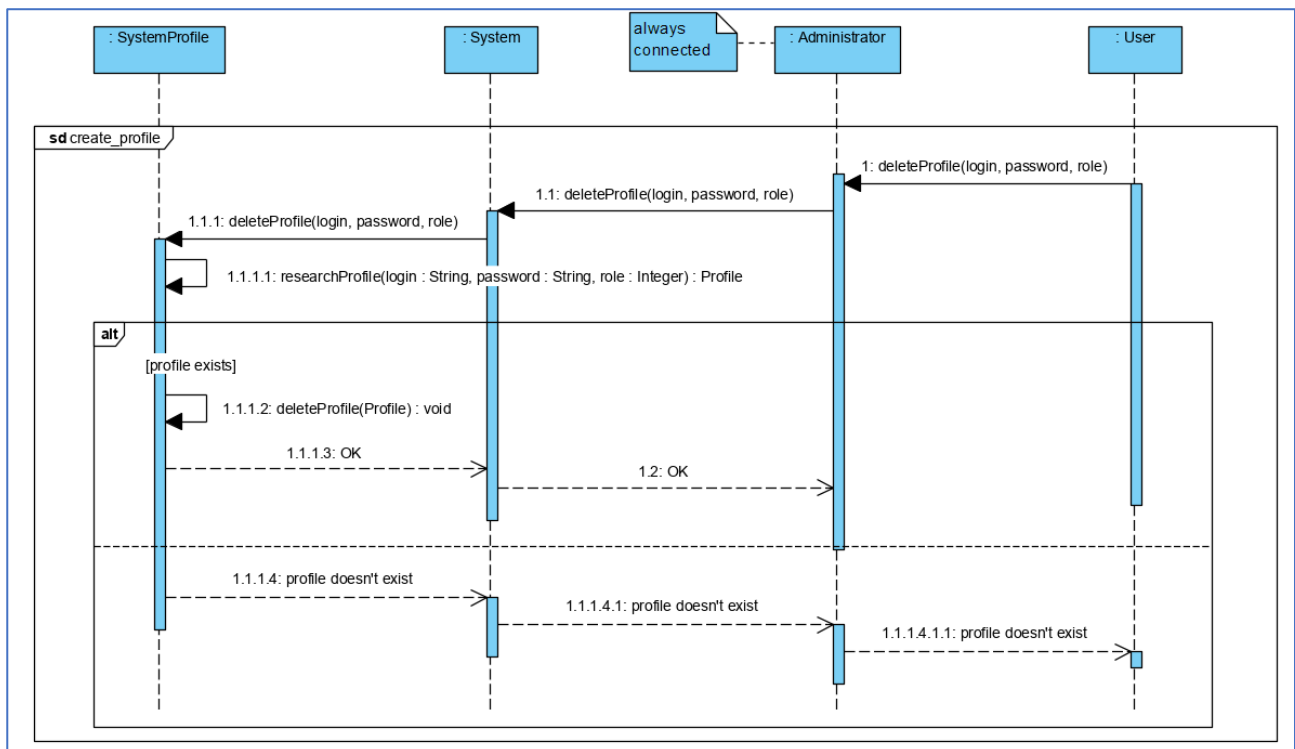 : SystemProfile
: System
always
connected
: Administrator
: User
sd create_profile
1: deleteProfile(login, password, role)
1.1: deleteProfile(login, password, role)
1.1.1: deleteProfile(login, password, role)
1.1.1.1: researchProfile(login : String, password : String, role : Integer) : Profile
alt
[profile exists]
1.1.1.2: deleteProfile(Profile) : void
1.1.1.3: OK
1.2: OK
1.1.1.4: profile doesn't exist
1.1.1.4.1: profile doesn't exist
1.1.1.4.1.1: profile doesn't exist